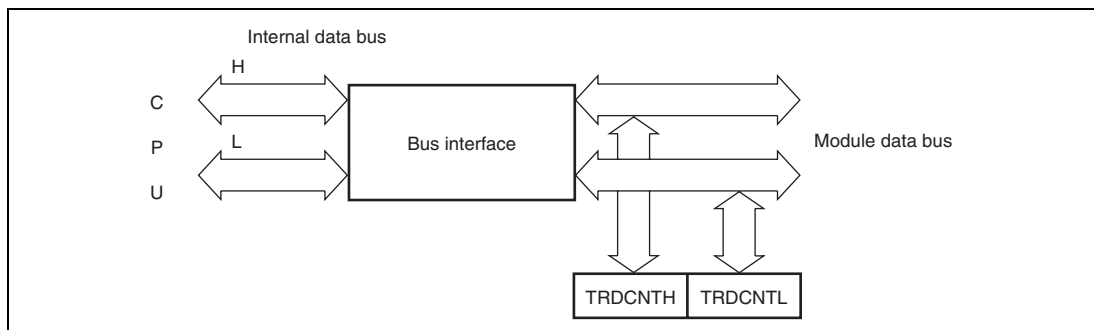 Internal data bus
H
C
P
U
L
Bus interface
Module data bus
TRDCNTH
TRDCNTL